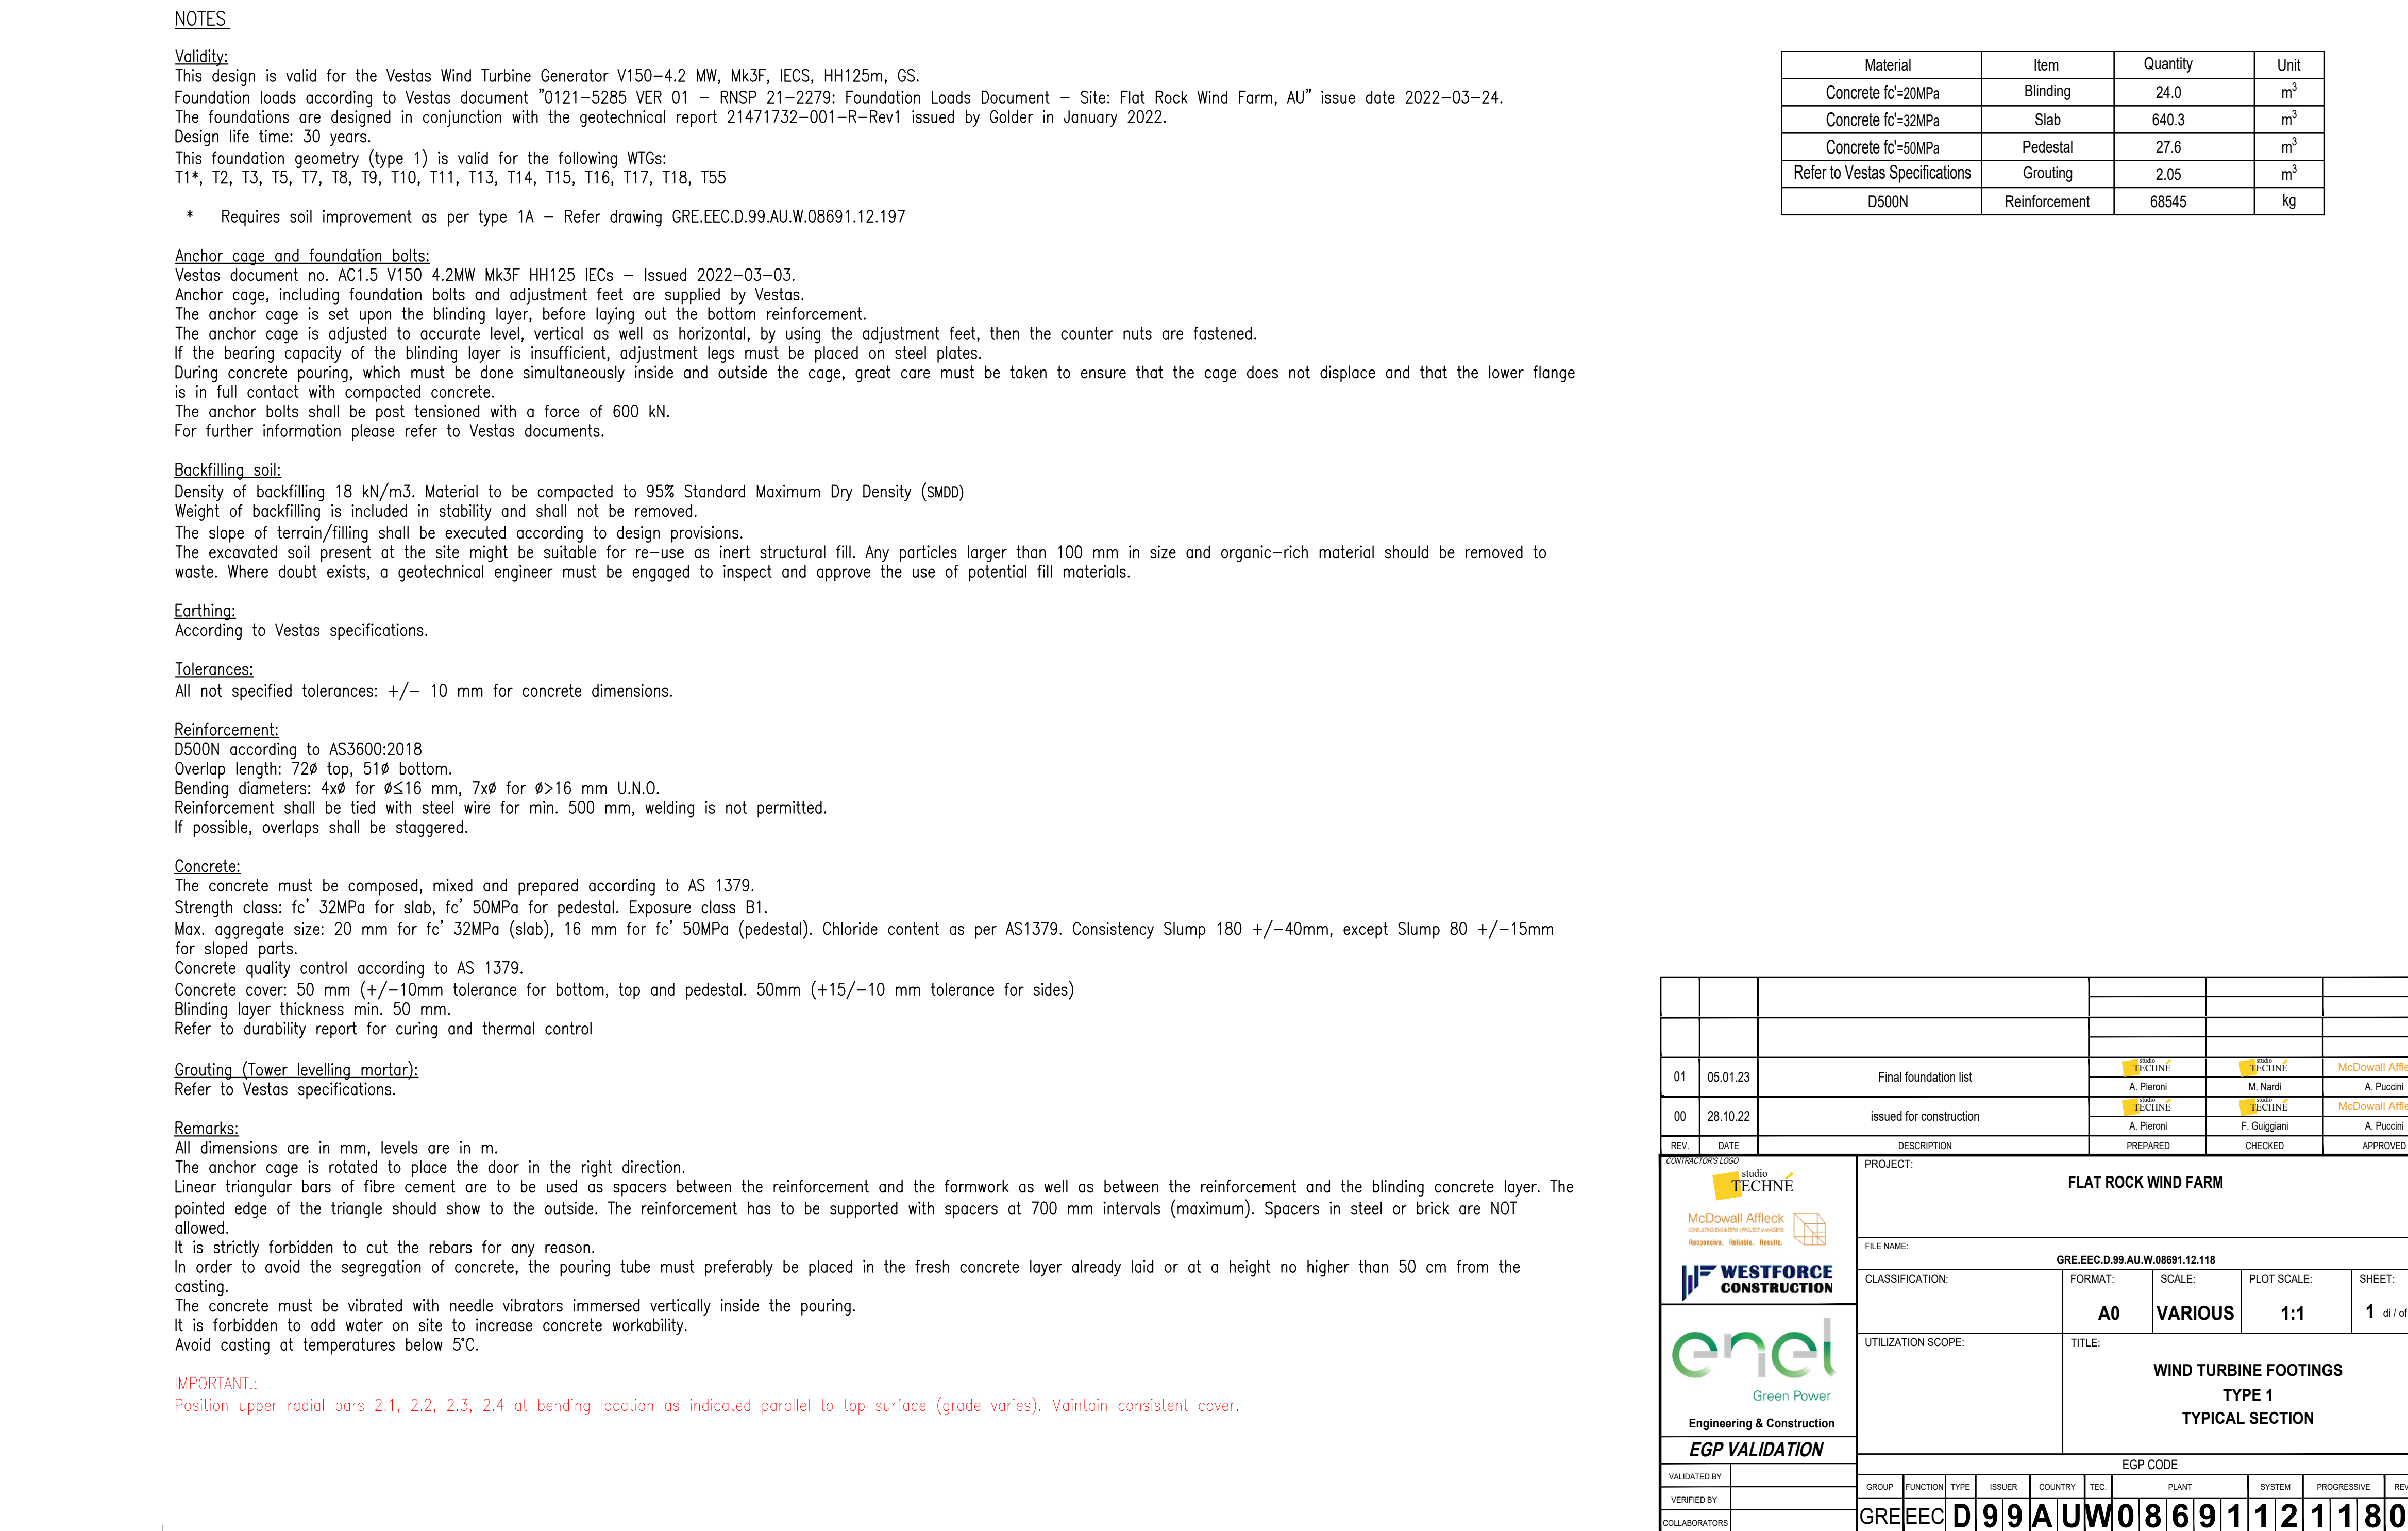 NOTES
Validity:
This design is valid for the Vestas Wind Turbine Generator V150-4.2 MW, Mk3F, IECS, HH125m, GS.
Foundation loads according to Vestas document "0121-5285 VER 01 - RNSP 21-2279: Foundation Loads Document - Site: Flat Rock Wind Farm, AU" issue date 2022-03-24.
The foundations are designed in conjunction with the geotechnical report 21471732-001-R-Rev1 issued by Golder in January 2022.
Design life time: 30 years.
This foundation geometry (type 1) is valid for the following WTGs:
T1*, T2, T3, T5, T7, T8, T9, T10, T11, T13, T14, T15, T16, T17, T18, T55
* Requires soil improvement as per type 1A - Refer drawing GRE.EEC.D.99.AU.W.08691.12.197
Anchor cage and foundation bolts:
Vestas document no. AC1.5 V150 4.2MW Mk3F HH125 IECs - Issued 2022-03-03.
Anchor cage, including foundation bolts and adjustment feet are supplied by Vestas.
The anchor cage is set upon the blinding layer, before laying out the bottom reinforcement.
The anchor cage is adjusted to accurate level, vertical as well as horizontal, by using the adjustment feet, then the counter nuts are fastened.
If the bearing capacity of the blinding layer is insufficient, adjustment legs must be placed on steel plates.
During concrete pouring, which must be done simultaneously inside and outside the cage, great care must be taken to ensure that the cage does not displace and that the lower flange
is in full contact with compacted concrete.
The anchor bolts shall be post tensioned with a force of 600 kN.
For further information please refer to Vestas documents.
Backfilling soil:
Density of backfilling 18 kN/m3. Material to be compacted to 95% Standard Maximum Dry Density (SMDD)
Weight of backfilling is included in stability and shall not be removed.
The slope of terrain/filling shall be executed according to design provisions.
The excavated soil present at the site might be suitable for re-use as inert structural fill. Any particles larger than 100 mm in size and organic-rich material should be removed to
waste. Where doubt exists, a geotechnical engineer must be engaged to inspect and approve the use of potential fill materials.
Earthing:
According to Vestas specifications.
Tolerances:
All not specified tolerances: +/- 10 mm for concrete dimensions.
Reinforcement:
D500N according to AS3600:2018
Overlap length: 72ø top, 51ø bottom.
Bending diameters: 4xø for ø≤16 mm, 7xø for ø>16 mm U.N.O.
Reinforcement shall be tied with steel wire for min. 500 mm, welding is not permitted.
If possible, overlaps shall be staggered.
Concrete:
The concrete must be composed, mixed and prepared according to AS 1379.
Strength class: fc' 32MPa for slab, fc' 50MPa for pedestal. Exposure class B1.
Max. aggregate size: 20 mm for fc' 32MPa (slab), 16 mm for fc' 50MPa (pedestal). Chloride content as per AS1379. Consistency Slump 180 +/-40mm, except Slump 80 +/-15mm
for sloped parts.
Concrete quality control according to AS 1379.
Concrete cover: 50 mm (+/-10mm tolerance for bottom, top and pedestal. 50mm (+15/-10 mm tolerance for sides)
Blinding layer thickness min. 50 mm.
Refer to durability report for curing and thermal control
Grouting (Tower levelling mortar):
Refer to Vestas specifications.
Remarks:
All dimensions are in mm, levels are in m.
The anchor cage is rotated to place the door in the right direction.
Linear triangular bars of fibre cement are to be used as spacers between the reinforcement and the formwork as well as between the reinforcement and the blinding concrete layer. The
pointed edge of the triangle should show to the outside. The reinforcement has to be supported with spacers at 700 mm intervals (maximum). Spacers in steel or brick are NOT
allowed.
It is strictly forbidden to cut the rebars for any reason.
In order to avoid the segregation of concrete, the pouring tube must preferably be placed in the fresh concrete layer already laid or at a height no higher than 50 cm from the
casting.
The concrete must be vibrated with needle vibrators immersed vertically inside the pouring.
It is forbidden to add water on site to increase concrete workability.
Avoid casting at temperatures below 5°C.
IMPORTANT!:
Position upper radial bars 2.1, 2.2, 2.3, 2.4 at bending location as indicated parallel to top surface (grade varies). Maintain consistent cover.
Material Item Quantity Unit
Concrete fc'=20MPa Blinding 24.0 m³
Concrete fc'=32MPa Slab 640.3 m³
Concrete fc'=50MPa Pedestal 27.6 m³
Refer to Vestas Specifications Grouting 2.05 m³
D500N Reinforcement 68545 kg
studio TECHNÉ studio TECHNÉ McDowall Affle
01 05.01.23 Final foundation list A. Pieroni M. Nardi A. Puccini
studio TECHNÉ studio TECHNÉ McDowall Affle
00 28.10.22 issued for construction A. Pieroni F. Guiggiani A. Puccini
REV. DATE DESCRIPTION PREPARED CHECKED APPROVED
CONTRACTOR'S LOGO
studio
TECHNÉ
McDowall Affleck
CONSULTING ENGINEERS | PROJECT MANAGERS
Responsive. Reliable. Results.
WESTFORCE
CONSTRUCTION
enel
Green Power
Engineering & Construction
EGP VALIDATION
VALIDATED BY
VERIFIED BY
COLLABORATORS
PROJECT:
FLAT ROCK WIND FARM
FILE NAME:
GRE.EEC.D.99.AU.W.08691.12.118
CLASSIFICATION: FORMAT: SCALE: PLOT SCALE: SHEET:
A0 VARIOUS 1:1 1 di / of
UTILIZATION SCOPE: TITLE:
WIND TURBINE FOOTINGS
TYPE 1
TYPICAL SECTION
EGP CODE
GROUP FUNCTION TYPE ISSUER COUNTRY TEC. PLANT SYSTEM PROGRESSIVE REV
GRE EEC D 9 9 A U W 0 8 6 9 1 1 2 1 1 8 0